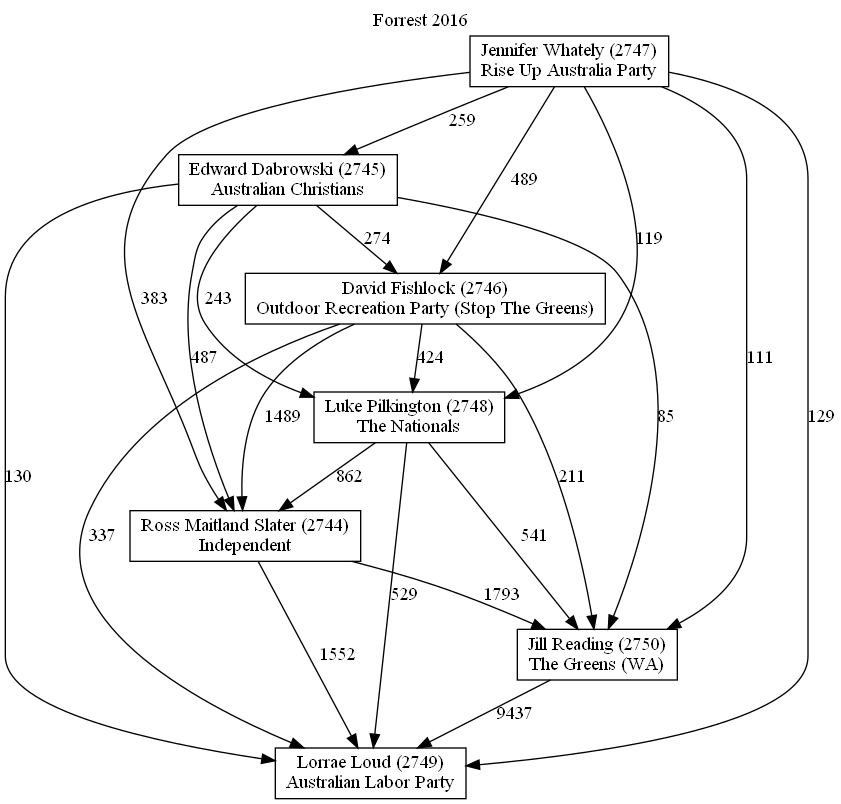 Forrest 2016
Jennifer Whately (2747)
Rise Up Australia Party
259
Edward Dabrowski (2745)
Australian Christians
489
274
119
David Fishlock (2746)
Outdoor Recreation Party (Stop The Greens)
383
243
487
424
111
Luke Pilkington (2748)
The Nationals
1489
85
129
130
862
211
Ross Maitland Slater (2744)
Independent
337
541
529
1793
Jill Reading (2750)
The Greens (WA)
1552
9437
Lorrae Loud (2749)
Australian Labor Party